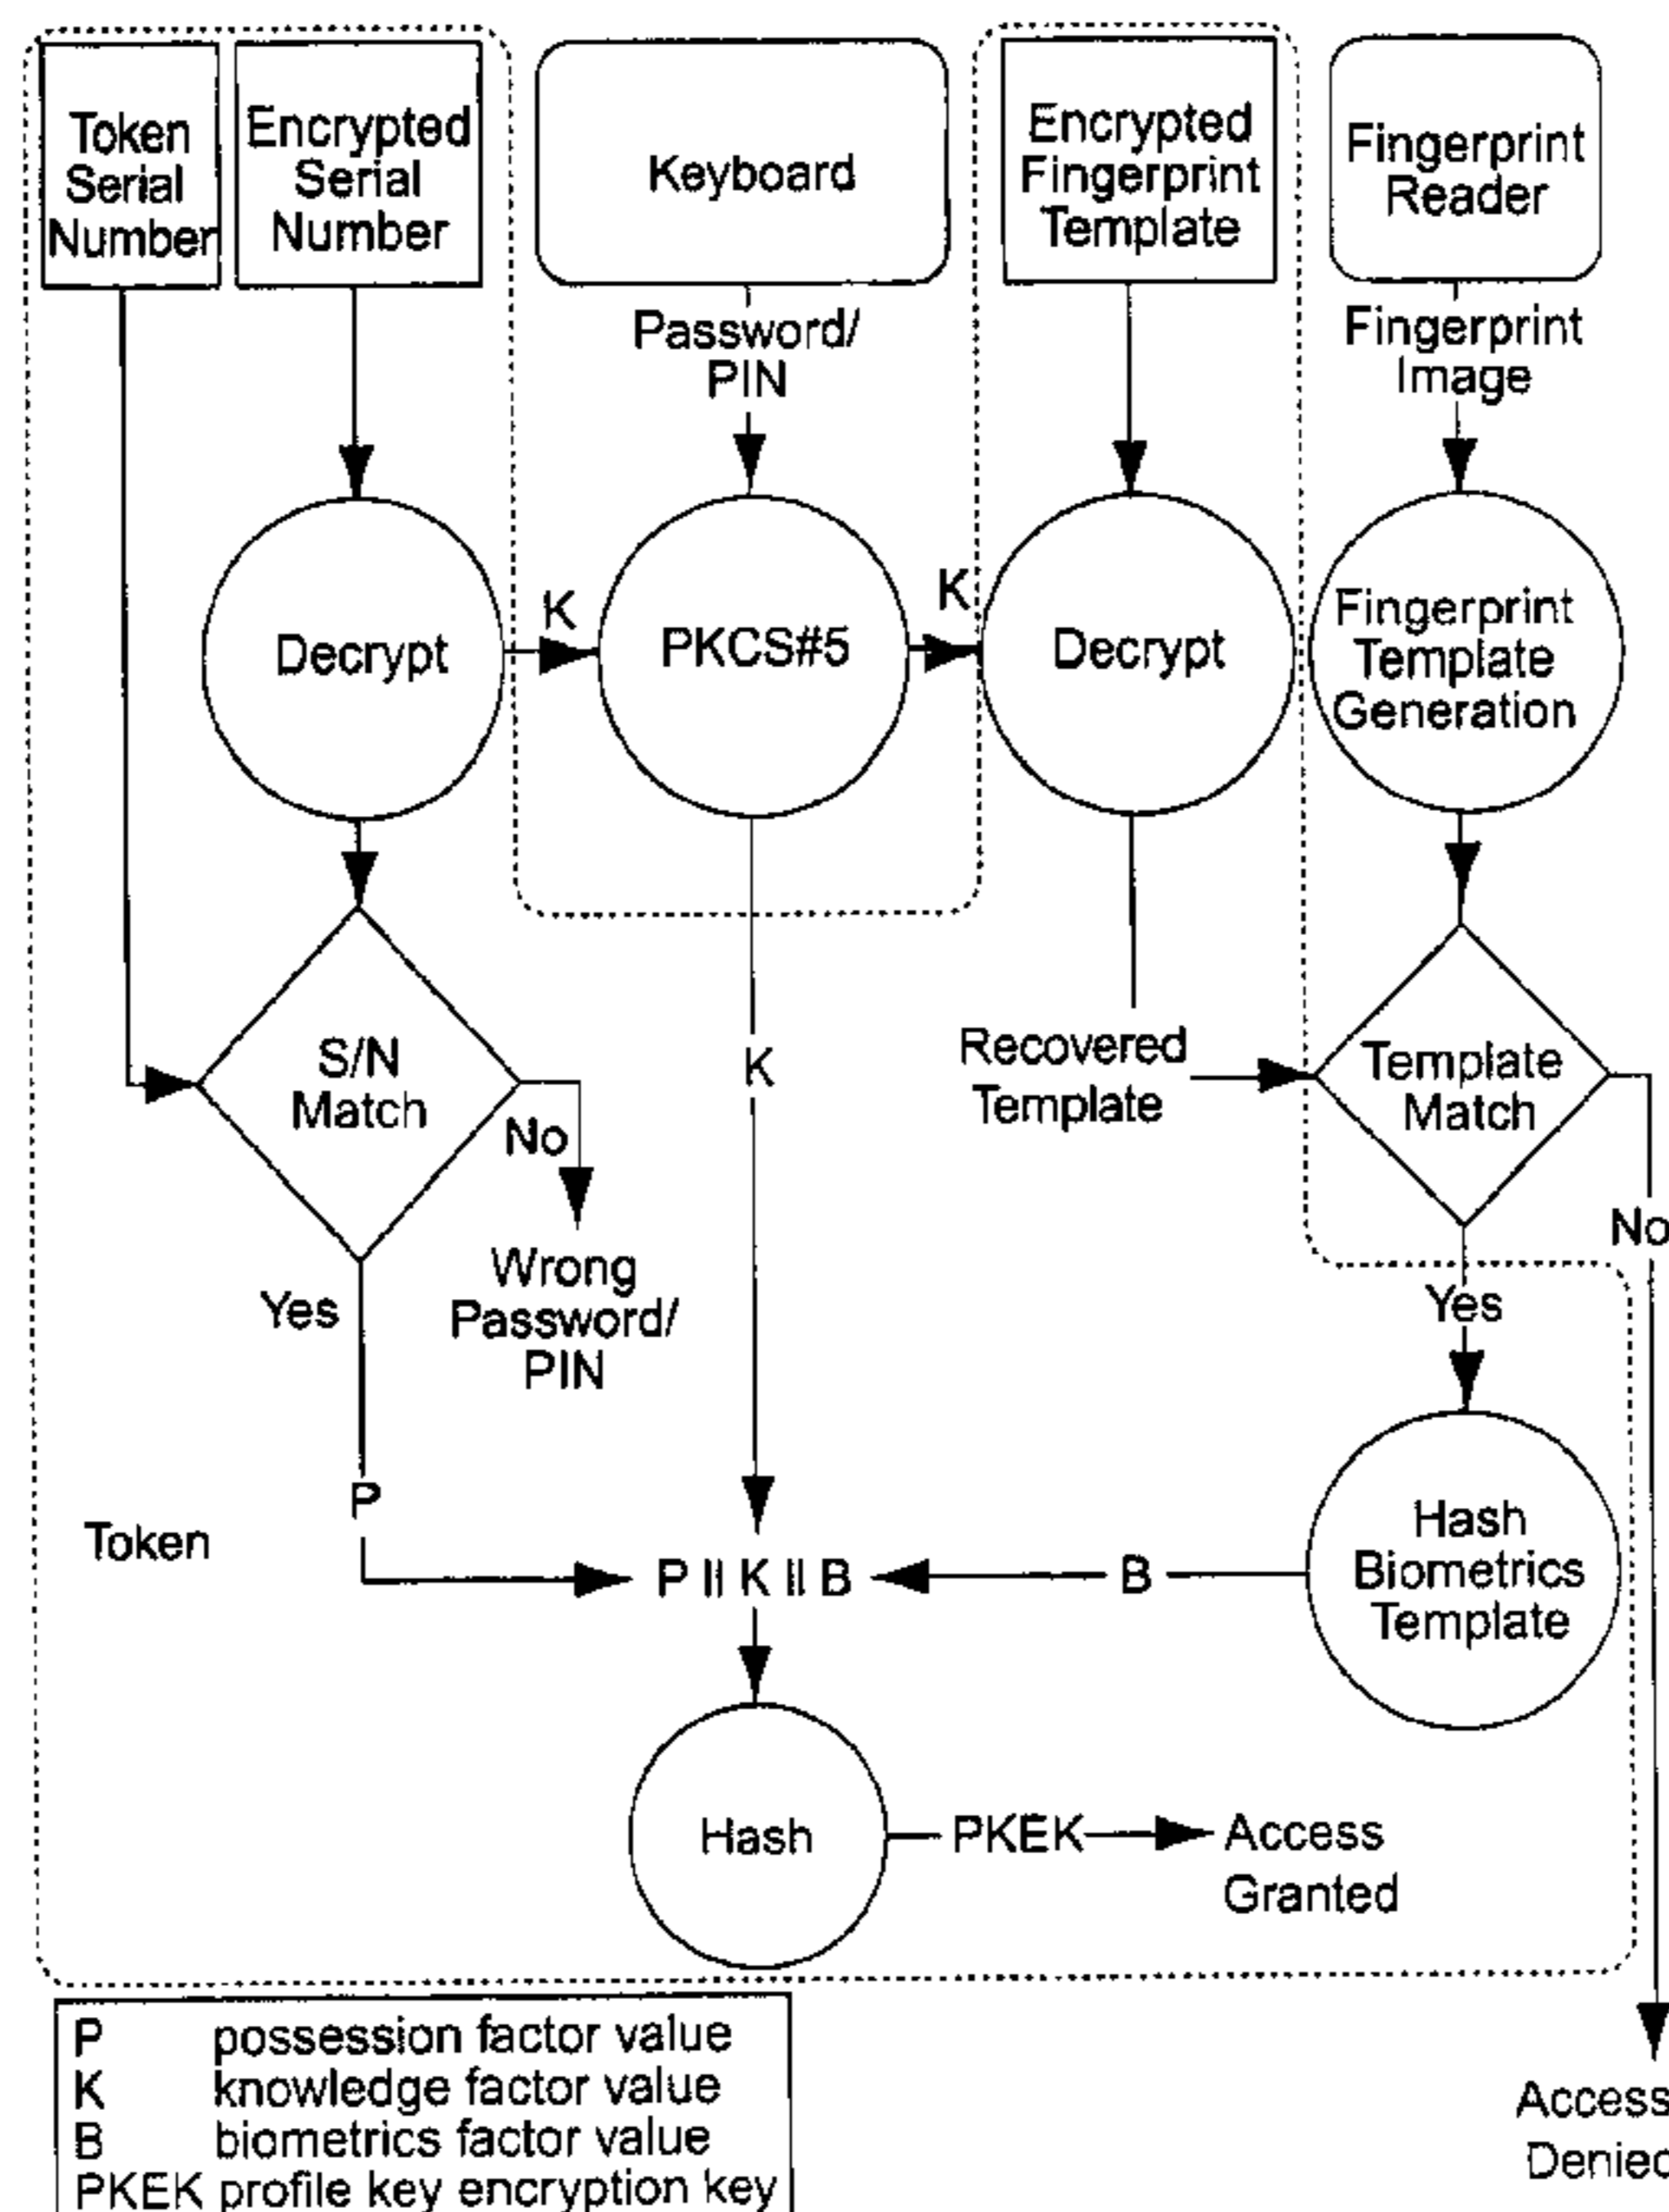 Token
Serial
Number
Encrypted
Serial
Number
Keyboard
Encrypted
Fingerprint
Template
Fingerprint
Reader
Password/
PIN
Fingerprint
Image
Decrypt
K
PKCS#5
K
Decrypt
Fingerprint
Template
Generation
S/N
Match
No
Wrong
Password/
PIN
Yes
K
Recovered
Template
Template
Match
No
Yes
P
Token
P || K || B
B
Hash
Biometrics
Template
Hash
PKEK
Access
Granted
P possession factor value
K knowledge factor value
B biometrics factor value
PKEK profile key encryption key
Access
Denied